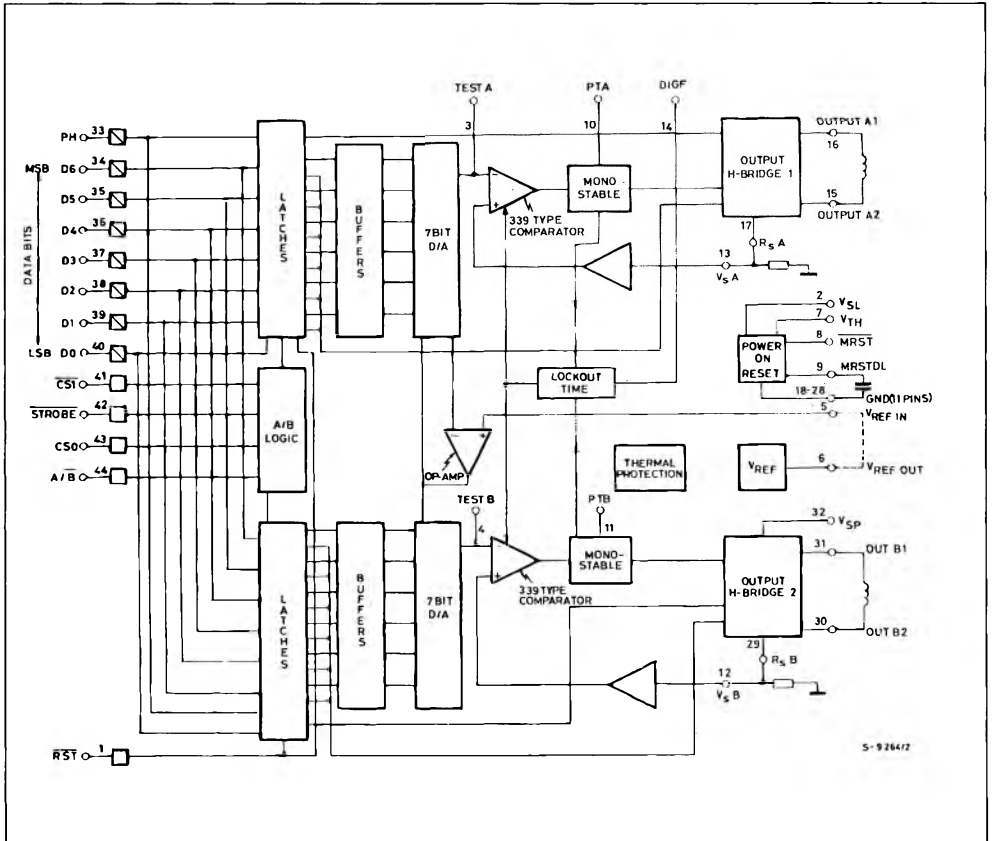 TEST A
PTA
DIGF
3
10
14
PH 33
MSB D6 34
D5 35
D4 36
D3 37
D2 38
D1 39
LSB D0 40
DATA BITS
CS1 41
STROBE 42
CS0 43
A/B 44
RST 1
LATCHES
BUFFERS
7BIT D/A
339 TYPE COMPARATOR
MONO STABLE
OUTPUT H-BRIDGE 1
OUTPUT A1
16
15
OUTPUT A2
17
RS A
13
VS A
LOCKOUT TIME
POWER ON RESET
2 VSL
7 VTH
8 MRST
9 MRSTDL
18-28 GND(11 PINS)
5 VREF IN
A/B LOGIC
OP-AMP
THERMAL PROTECTION
VREF
6 VREF OUT
TEST B
4
PTB
11
LATCHES
BUFFERS
7BIT D/A
339 TYPE COMPARATOR
MONO-STABLE
OUTPUT H-BRIDGE 2
32 VSP
31 OUT B1
30 OUT B2
29
RS B
12
VS B
S-9264/2